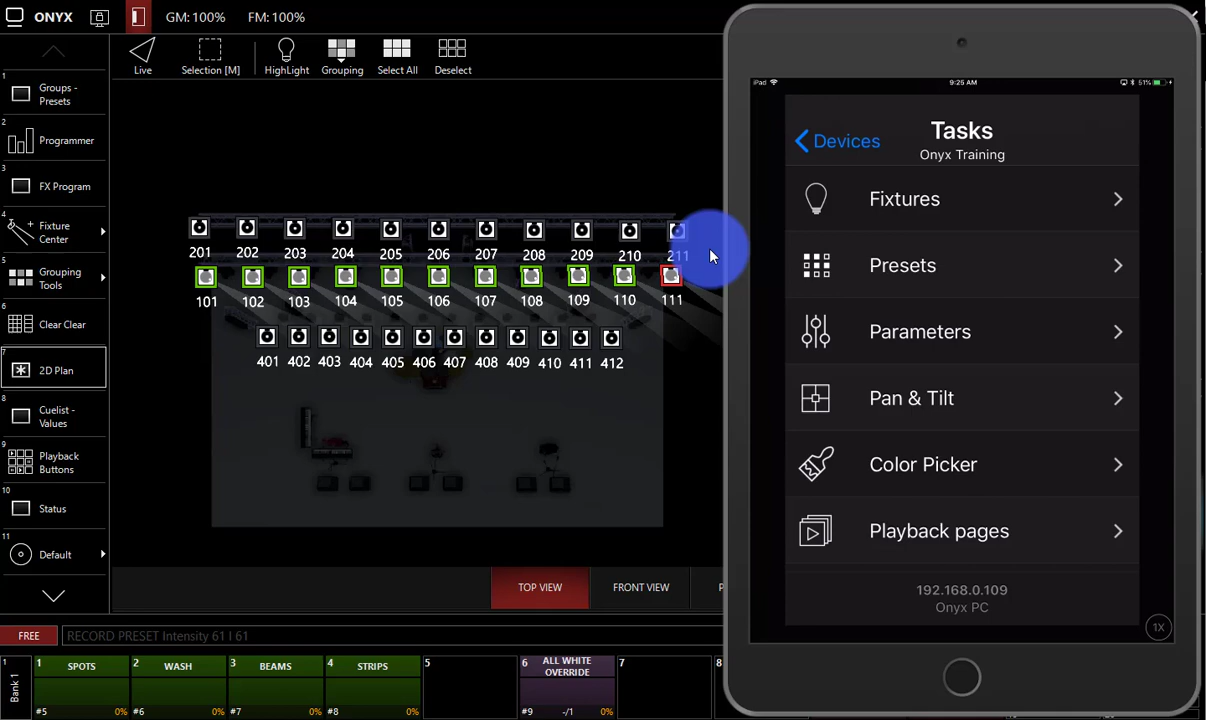 ONYX
GM: 100%
FM: 100%
Live
Selection [M]
HighLight
Grouping
Select All
Deselect
1
Groups -
Presets
2
Programmer
3
FX Program
4
Fixture
Center
5
Grouping
Tools
6
Clear Clear
7
2D Plan
8
Cuelist -
Values
9
Playback
Buttons
10
Status
11
Default
201 202 203 204 205 206 207 208 209 210 211
101 102 103 104 105 106 107 108 109 110 111
401 402 403 404 405 406 407 408 409 410 411 412
TOP VIEW
FRONT VIEW
P
FREE
RECORD PRESET Intensity 61 I 61
1
Bank 1
1 SPOTS
#5 0%
2 WASH
#6 0%
3 BEAMS
#7 0%
4 STRIPS
#8 0%
5
6 ALL WHITE
OVERRIDE
#9 -/1 0%
7
8
iPad
9:25 AM
51%
Devices
Tasks
Onyx Training
Fixtures
Presets
Parameters
Pan & Tilt
Color Picker
Playback pages
192.168.0.109
Onyx PC
1X